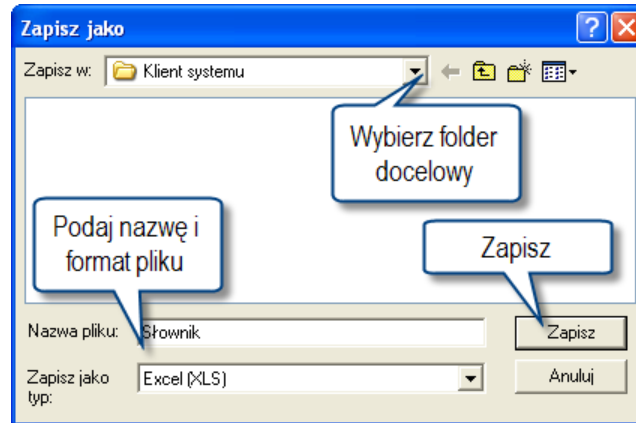 Zapisz jako
Zapisz w: Klient systemu
Wybierz folder
docelowy
Podaj nazwę i
format pliku
Zapisz
Nazwa pliku: Słownik Zapisz
Zapisz jako
typ: Excel (XLS) Anuluj